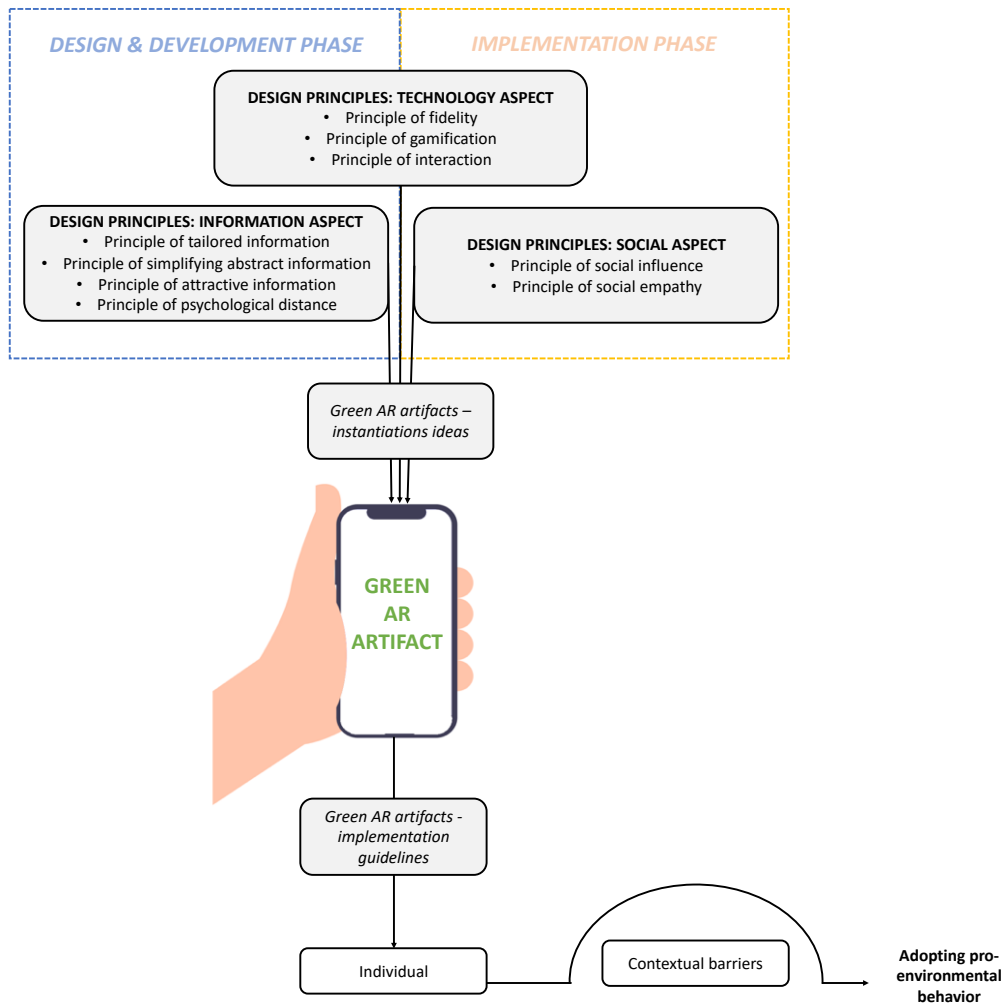 DESIGN & DEVELOPMENT PHASE
IMPLEMENTATION PHASE
DESIGN PRINCIPLES: TECHNOLOGY ASPECT
• Principle of fidelity
• Principle of gamification
• Principle of interaction
DESIGN PRINCIPLES: INFORMATION ASPECT
• Principle of tailored information
• Principle of simplifying abstract information
• Principle of attractive information
• Principle of psychological distance
DESIGN PRINCIPLES: SOCIAL ASPECT
• Principle of social influence
• Principle of social empathy
Green AR artifacts –
instantiations ideas
GREEN
AR
ARTIFACT
Green AR artifacts -
implementation
guidelines
Individual
Contextual barriers
Adopting pro-
environmental
behavior